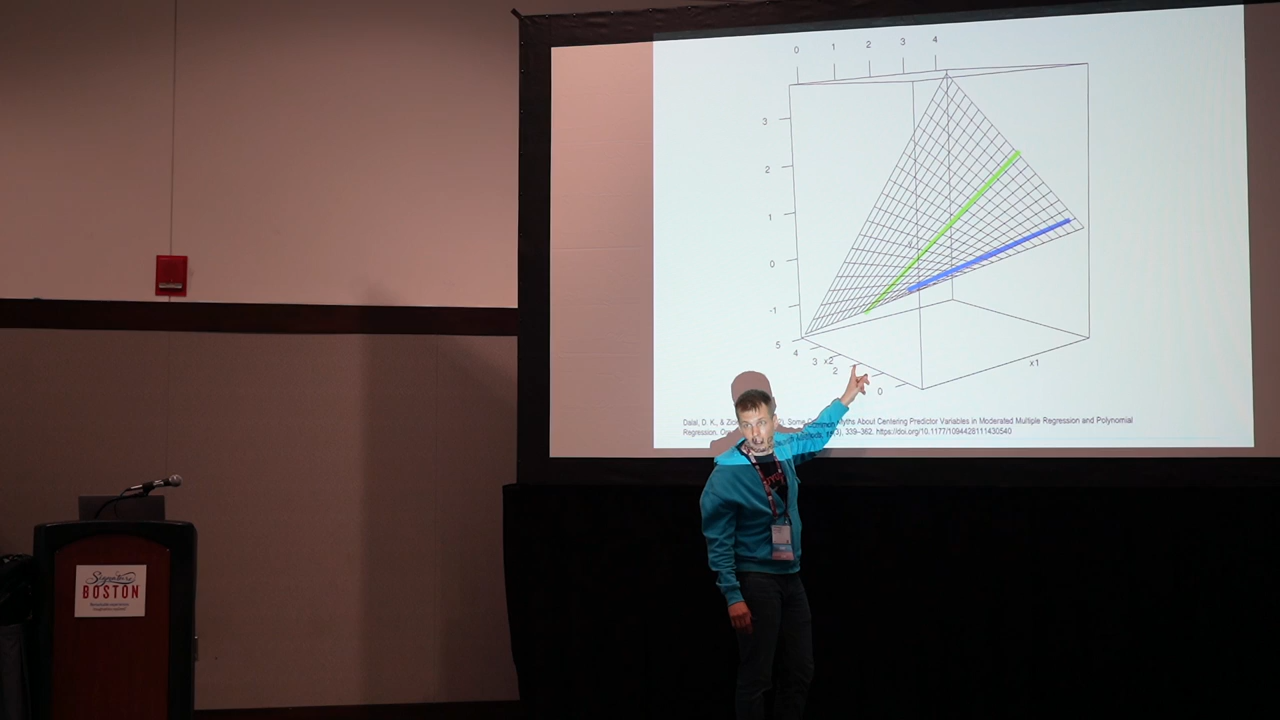 0 1 2 3 4
3
2
1
0
-1
5
4
3
x2
2
0
x1
Dalal, D. K., & Some Common Myths About Centering Predictor Variables in Moderated Multiple Regression and Polynomial
Regression. 339–362. https://doi.org/10.1177/1094428111430540
Signature
BOSTON